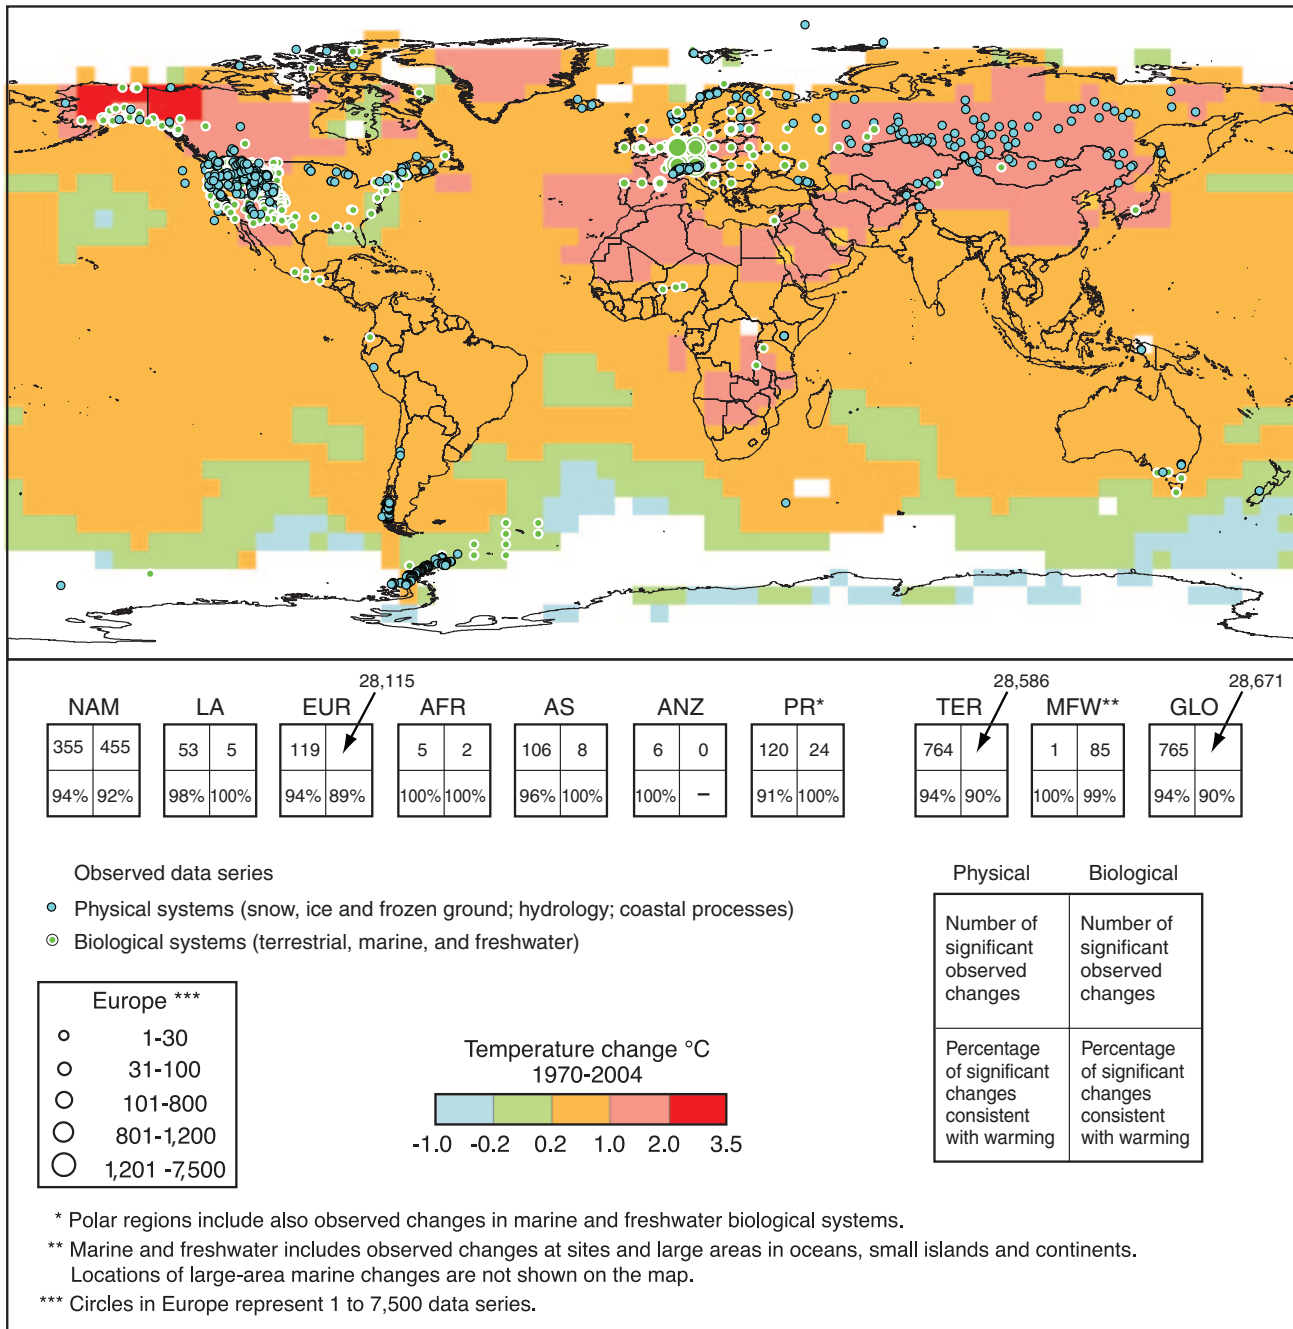 28,115
28,586
28,671
NAM LA EUR AFR AS ANZ PR* TER MFW** GLO
355 455 53 5 119 5 2 106 8 6 0 120 24 764 1 85 765
94% 92% 98% 100% 94% 89% 100% 100% 96% 100% 100% – 91% 100% 94% 90% 100% 99% 94% 90%
Observed data series
Physical systems (snow, ice and frozen ground; hydrology; coastal processes)
Biological systems (terrestrial, marine, and freshwater)
Europe ***
1-30
31-100
101-800
801-1,200
1,201 -7,500
Temperature change °C
1970-2004
-1.0 -0.2 0.2 1.0 2.0 3.5
Physical Biological
Number of
significant
observed
changes
Number of
significant
observed
changes
Percentage
of significant
changes
consistent
with warming
Percentage
of significant
changes
consistent
with warming
* Polar regions include also observed changes in marine and freshwater biological systems.
** Marine and freshwater includes observed changes at sites and large areas in oceans, small islands and continents.
Locations of large-area marine changes are not shown on the map.
*** Circles in Europe represent 1 to 7,500 data series.